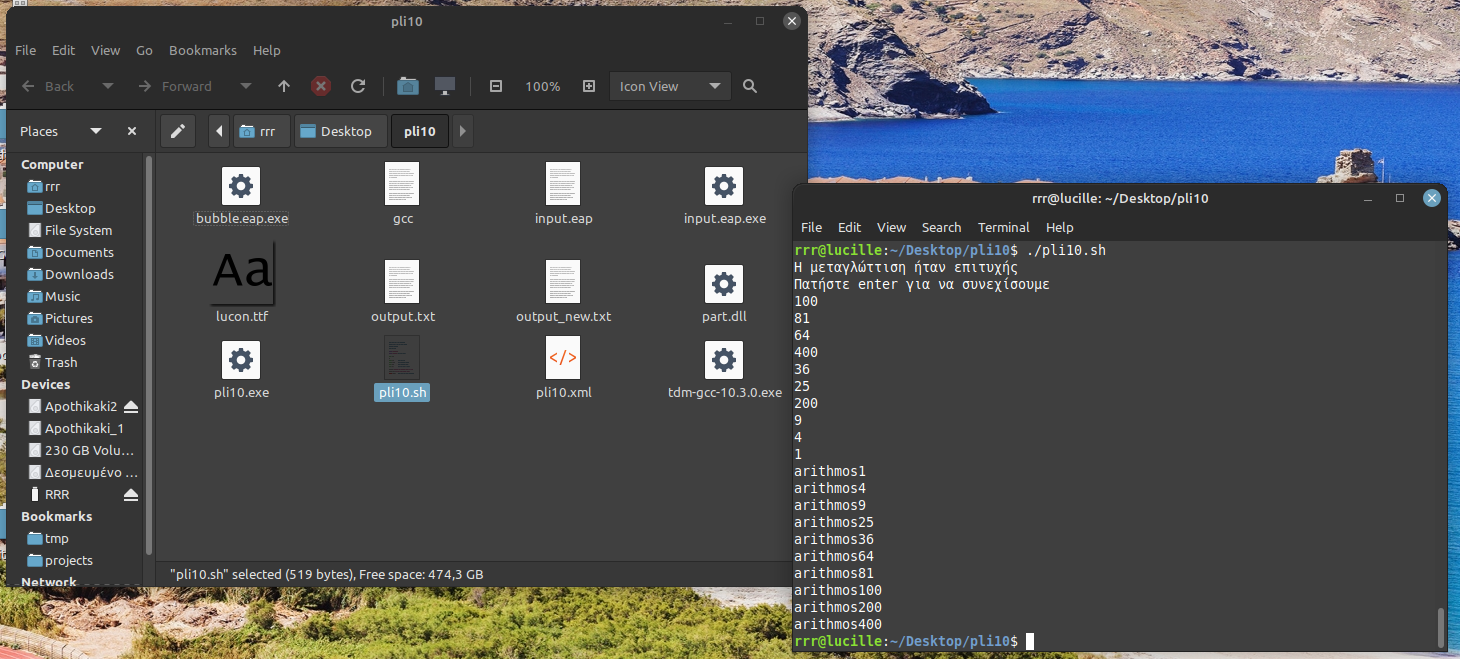 pli10
File Edit View Go Bookmarks Help
Back Forward 100% Icon View
Places rrr Desktop pli10
Computer
rrr
Desktop
File System
Documents
Downloads
Music
Pictures
Videos
Trash
Devices
Apothikaki2
Apothikaki_1
230 GB Volu...
Δεσμευμένο ...
RRR
Bookmarks
tmp
projects
Network
bubble.eap.exe gcc input.eap input.eap.exe
Aa
lucon.ttf output.txt output_new.txt part.dll
</>
pli10.exe pli10.sh pli10.xml tdm-gcc-10.3.0.exe
"pli10.sh" selected (519 bytes), Free space: 474,3 GB
rrr@lucille: ~/Desktop/pli10
File Edit View Search Terminal Help
rrr@lucille:~/Desktop/pli10$ ./pli10.sh
Η μεταγλώττιση ήταν επιτυχής
Πατήστε enter για να συνεχίσουμε
100
81
64
400
36
25
200
9
4
1
arithmos1
arithmos4
arithmos9
arithmos25
arithmos36
arithmos64
arithmos81
arithmos100
arithmos200
arithmos400
rrr@lucille:~/Desktop/pli10$